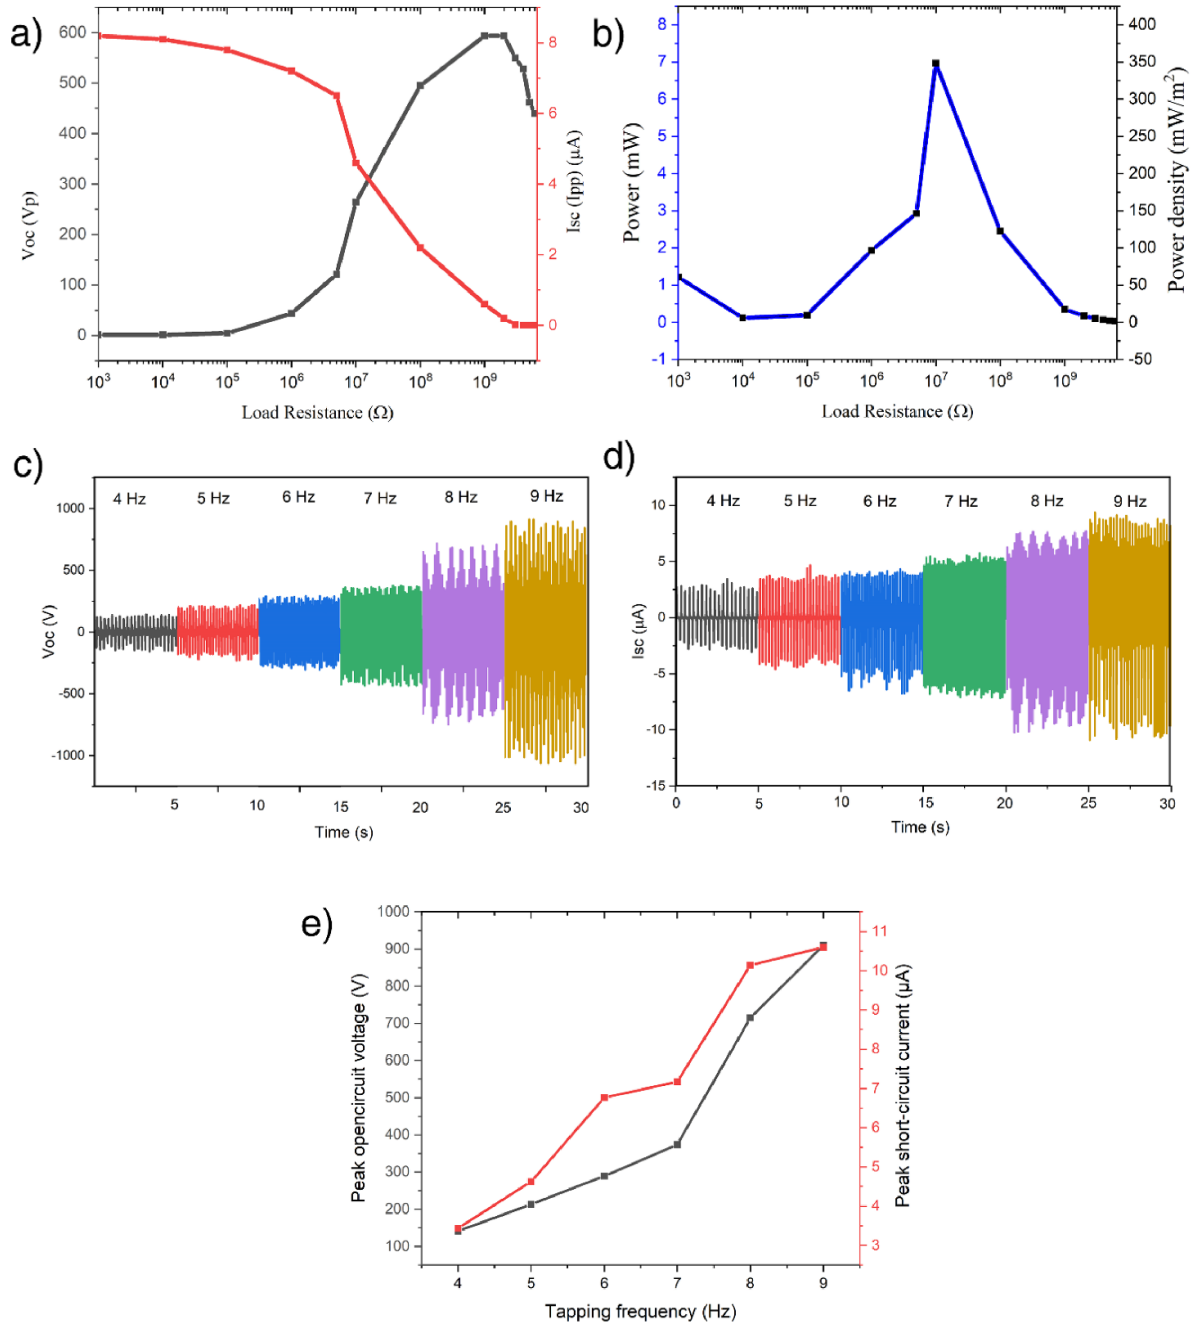 a)
600
500
400
300
200
100
0
Voc (Vp)
8
6
4
2
0
Isc (Ipp) (µA)
10³ 10⁴ 10⁵ 10⁶ 10⁷ 10⁸ 10⁹
Load Resistance (Ω)
b)
8
7
6
5
4
3
2
1
0
-1
Power (mW)
400
350
300
250
200
150
100
50
0
-50
Power density (mW/m²)
10³ 10⁴ 10⁵ 10⁶ 10⁷ 10⁸ 10⁹
Load Resistance (Ω)
c)
4 Hz 5 Hz 6 Hz 7 Hz 8 Hz 9 Hz
1000
500
0
-500
-1000
Voc (V)
5 10 15 20 25 30
Time (s)
d)
4 Hz 5 Hz 6 Hz 7 Hz 8 Hz 9 Hz
10
5
0
-5
-10
-15
Isc (µA)
0 5 10 15 20 25 30
Time (s)
e)
1000
900
800
700
600
500
400
300
200
100
Peak opencircuit voltage (V)
11
10
9
8
7
6
5
4
3
Peak short-circuit current (µA)
4 5 6 7 8 9
Tapping frequency (Hz)